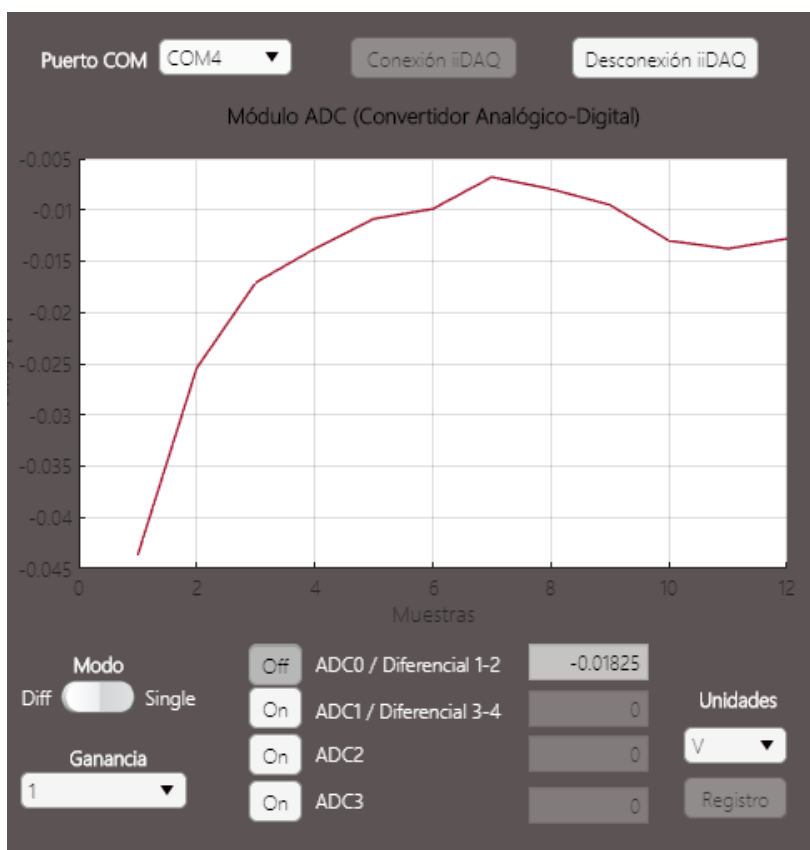 Puerto COM COM4 Conexión iiDAQ Desconexión iiDAQ
Módulo ADC (Convertidor Analógico-Digital)
-0.005
-0.01
-0.015
-0.02
-0.025
-0.03
-0.035
-0.04
-0.045
0 2 4 6 8 10 12
Muestras
Modo
Diff Single
Ganancia
1
Off ADC0 / Diferencial 1-2 -0.01825
On ADC1 / Diferencial 3-4 0
On ADC2 0
On ADC3 0
Unidades
V
Registro